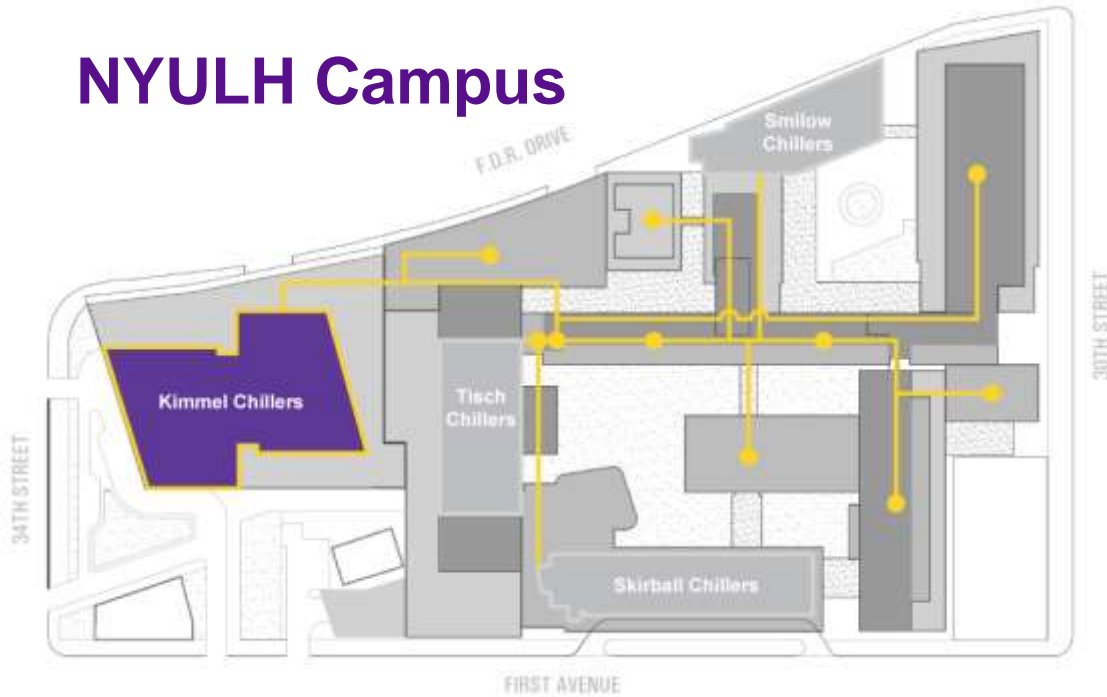 NYULH Campus
F.D.R. DRIVE
Smilow
Chillers
30TH STREET
Kimmel Chillers
Tisch
Chillers
34TH STREET
Skirball Chillers
FIRST AVENUE